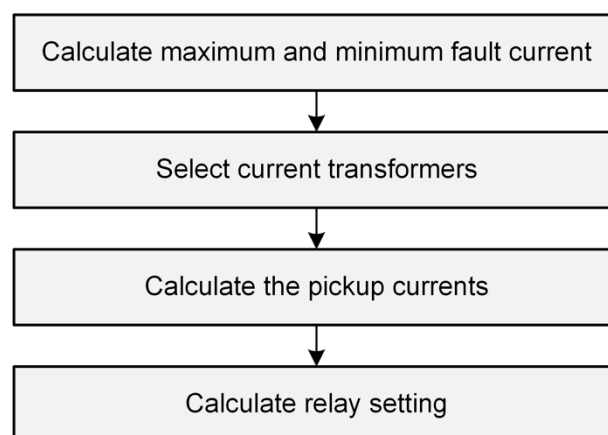 Calculate maximum and minimum fault current
Select current transformers
Calculate the pickup currents
Calculate relay setting